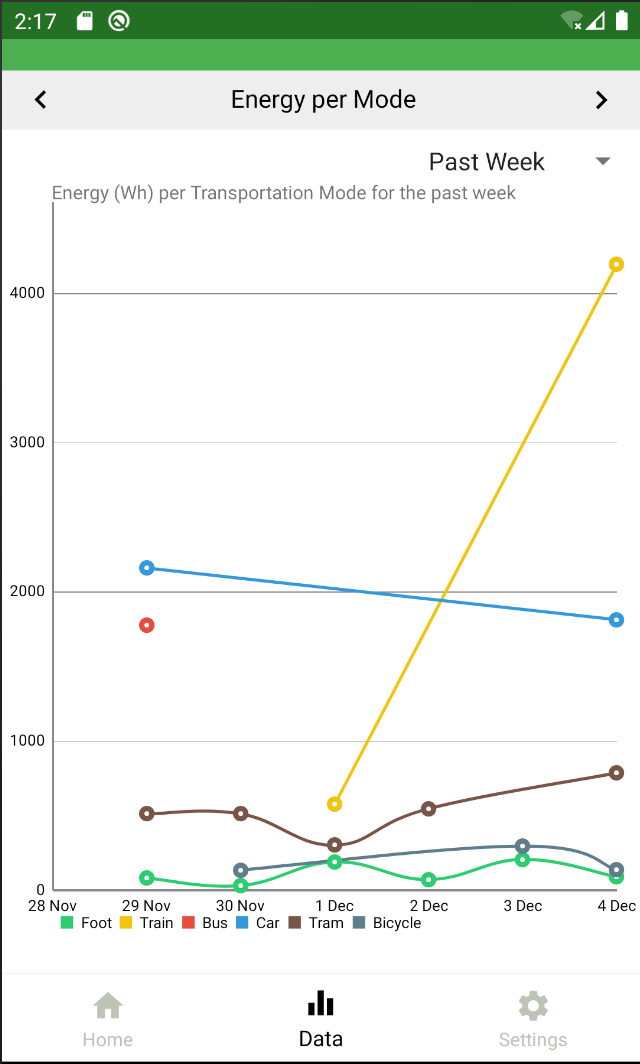 2:17
Energy per Mode
Past Week
Energy (Wh) per Transportation Mode for the past week
4000
3000
2000
1000
0
28 Nov 29 Nov 30 Nov 1 Dec 2 Dec 3 Dec 4 Dec
Foot Train Bus Car Tram Bicycle
Home Data Settings